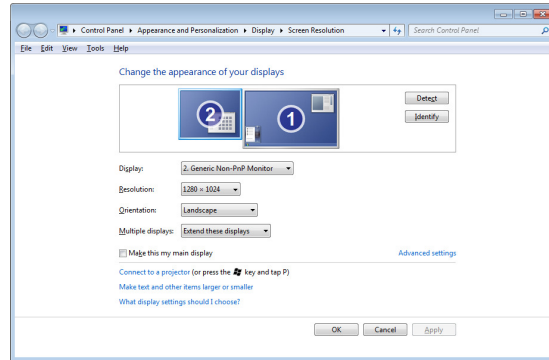 Control Panel ▸ Appearance and Personalization ▸ Display ▸ Screen Resolution
Search Control Panel
File Edit View Tools Help
Change the appearance of your displays
2 1
Detect
Identify
Display: 2. Generic Non-PnP Monitor
Resolution: 1280 × 1024
Orientation: Landscape
Multiple displays: Extend these displays
Make this my main display
Advanced settings
Connect to a projector (or press the key and tap P)
Make text and other items larger or smaller
What display settings should I choose?
OK Cancel Apply